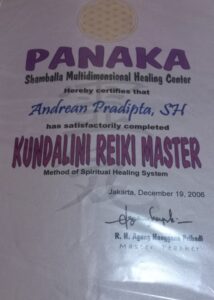 PANAKA
Shamballa Multidimensional Healing Center
Hereby certifies that
Andrean Pradipta, SH
has satisfactorily completed
KUNDALINI REIKI MASTER
Method of Spiritual Healing System
Jakarta, December 19, 2006
R. H. Agung
Master Teacher